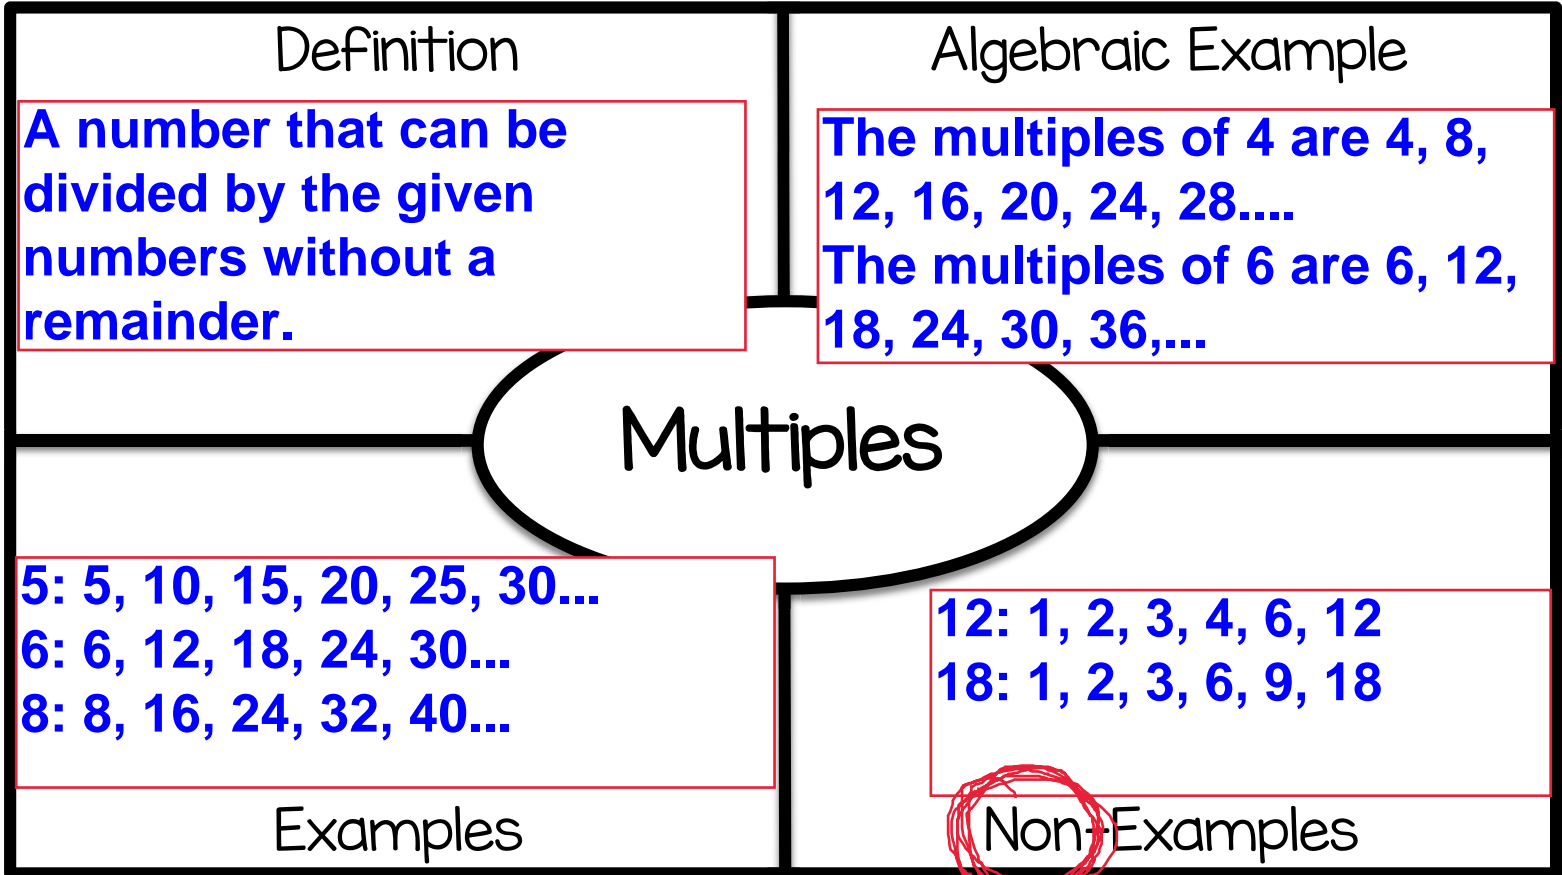 Definition
A number that can be
divided by the given
numbers without a
remainder.
Algebraic Example
The multiples of 4 are 4, 8,
12, 16, 20, 24, 28....
The multiples of 6 are 6, 12,
18, 24, 30, 36,...
Multiples
5: 5, 10, 15, 20, 25, 30...
6: 6, 12, 18, 24, 30...
8: 8, 16, 24, 32, 40...
Examples
12: 1, 2, 3, 4, 6, 12
18: 1, 2, 3, 6, 9, 18
Non-Examples